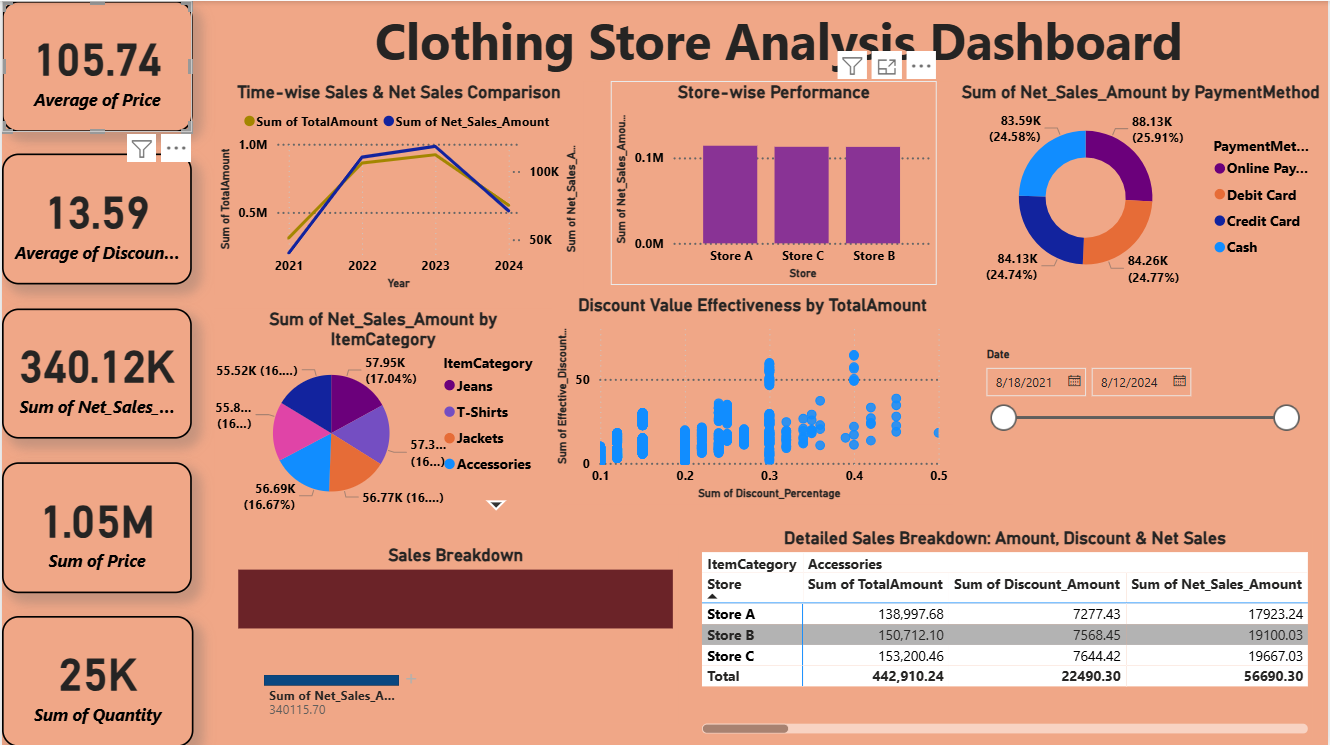 Clothing Store Analysis Dashboard
105.74
Average of Price
13.59
Average of Discoun...
340.12K
Sum of Net_Sales_...
1.05M
Sum of Price
25K
Sum of Quantity
Time-wise Sales & Net Sales Comparison
Sum of TotalAmount Sum of Net_Sales_Amount
Sum of TotalAmount
1.0M
0.5M
100K
50K
Sum of Net_Sales_A...
2021 2022 2023 2024
Year
Store-wise Performance
Sum of Net_Sales_Amou...
0.1M
0.0M
Store A Store C Store B
Store
Sum of Net_Sales_Amount by PaymentMethod
83.59K
(24.58%)
88.13K
(25.91%)
84.13K
(24.74%)
84.26K
(24.77%)
PaymentMet...
Online Pay...
Debit Card
Credit Card
Cash
Sum of Net_Sales_Amount by
ItemCategory
55.52K (16....)
57.95K
(17.04%)
55.8...
(16...)
57.3...
(16...)
56.69K
(16.67%)
56.77K (16....)
ItemCategory
Jeans
T-Shirts
Jackets
Accessories
Discount Value Effectiveness by TotalAmount
Sum of Effective_Discount...
50
0
0.1 0.2 0.3 0.4 0.5
Sum of Discount_Percentage
Date
8/18/2021 8/12/2024
Sales Breakdown
Sum of Net_Sales_A...
340115.70
Detailed Sales Breakdown: Amount, Discount & Net Sales
ItemCategory Accessories
Store Sum of TotalAmount Sum of Discount_Amount Sum of Net_Sales_Amount
Store A 138,997.68 7277.43 17923.24
Store B 150,712.10 7568.45 19100.03
Store C 153,200.46 7644.42 19667.03
Total 442,910.24 22490.30 56690.30